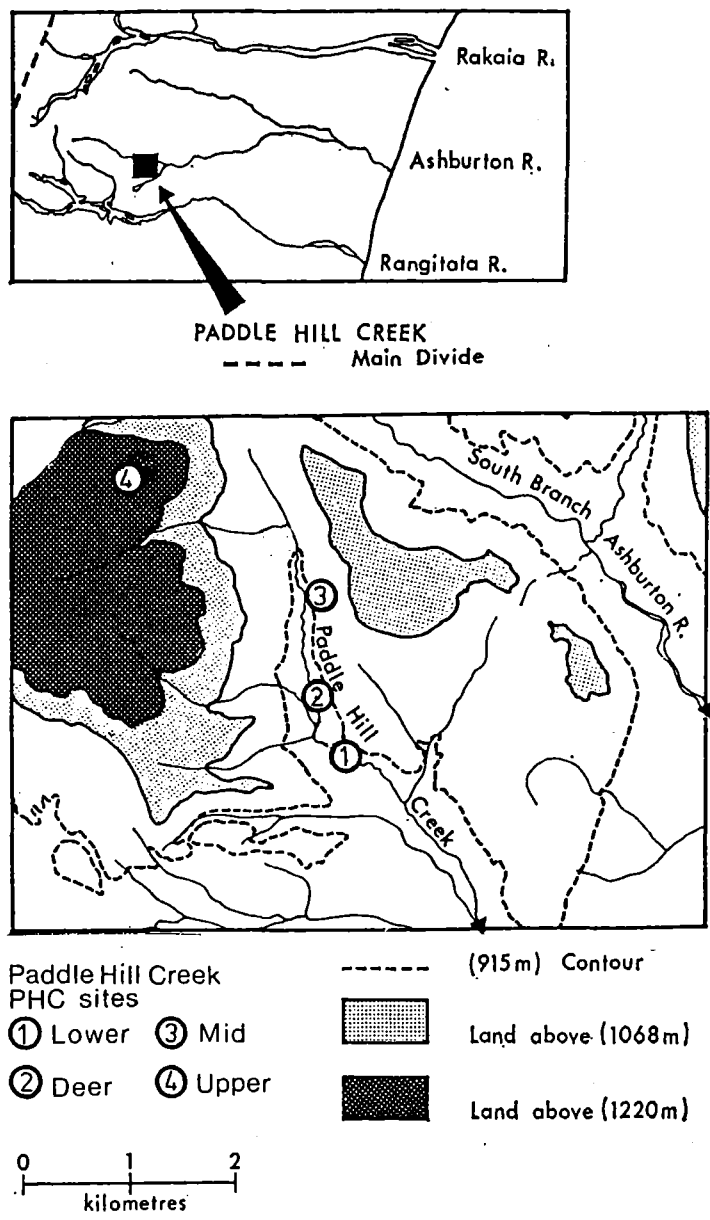 Rakaia R.
Ashburton R.
Rangitata R.
PADDLE HILL CREEK
Main Divide
4
South Branch Ashburton R.
3
Paddle Hill Creek
2
1
Paddle Hill Creek
PHC sites
1 Lower
3 Mid
2 Deer
4 Upper
(915m) Contour
Land above (1068m)
Land above (1220m)
0 1 2
kilometres